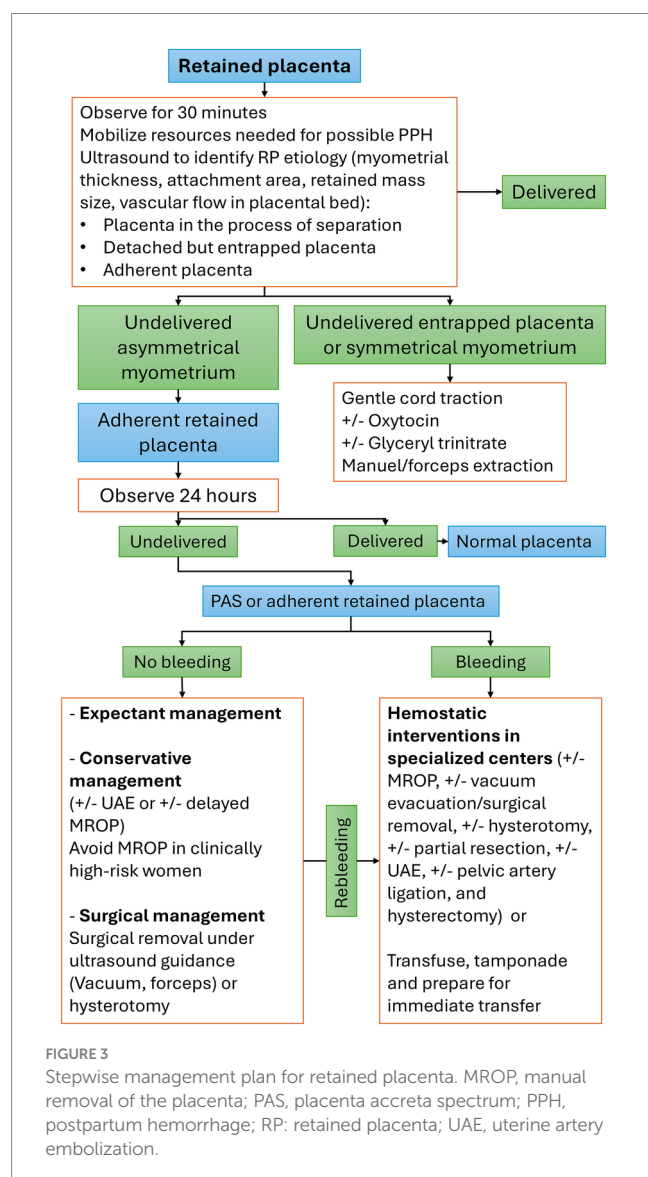 Retained placenta
Observe for 30 minutes
Mobilize resources needed for possible PPH
Ultrasound to identify RP etiology (myometrial
thickness, attachment area, retained mass
size, vascular flow in placental bed):
• Placenta in the process of separation
• Detached but entrapped placenta
• Adherent placenta
Delivered
Undelivered
asymmetrical
myometrium
Undelivered entrapped placenta
or symmetrical myometrium
Adherent retained
placenta
Gentle cord traction
+/- Oxytocin
+/- Glyceryl trinitrate
Manuel/forceps extraction
Observe 24 hours
Undelivered
Delivered
Normal placenta
PAS or adherent retained placenta
No bleeding
Bleeding
- Expectant management
- Conservative
management
(+/- UAE or +/- delayed
MROP)
Avoid MROP in clinically
high-risk women
- Surgical management
Surgical removal under
ultrasound guidance
(Vacuum, forceps) or
hysterotomy
Rebleeding
Hemostatic
interventions in
specialized centers (+/-
MROP, +/- vacuum
evacuation/surgical
removal, +/- hysterotomy,
+/- partial resection, +/-
UAE, +/- pelvic artery
ligation, and
hysterectomy) or
Transfuse, tamponade
and prepare for
immediate transfer
FIGURE 3
Stepwise management plan for retained placenta. MROP, manual
removal of the placenta; PAS, placenta accreta spectrum; PPH,
postpartum hemorrhage; RP: retained placenta; UAE, uterine artery
embolization.